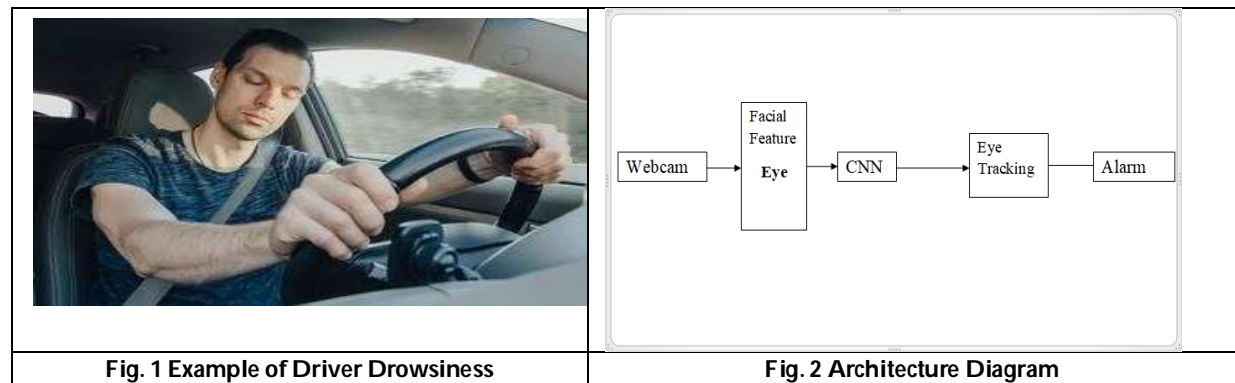 Facial
Feature
Eye
Webcam
CNN
Eye
Tracking
Alarm
Fig. 1 Example of Driver Drowsiness
Fig. 2 Architecture Diagram